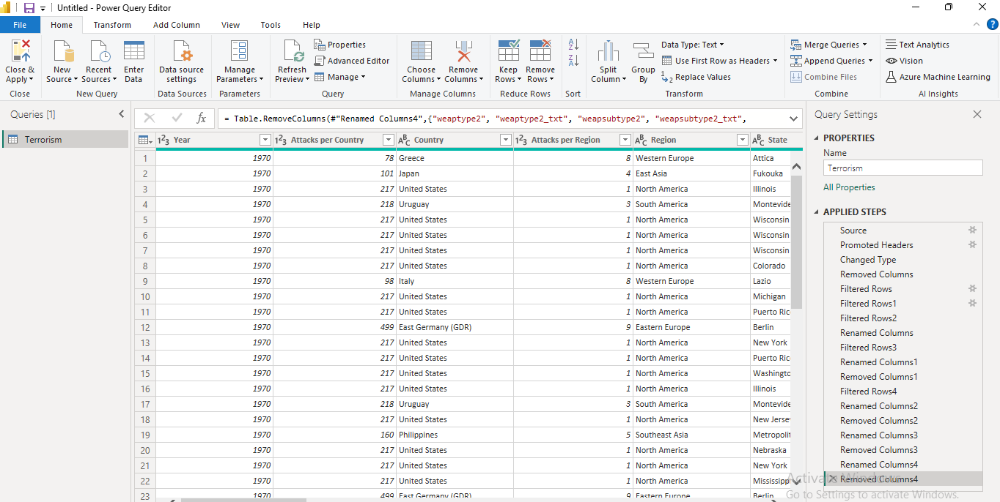 Untitled - Power Query Editor
File Home Transform Add Column View Tools Help
Close & Apply
New Source
Recent Sources
Enter Data
Data source settings
Manage Parameters
Refresh Preview
Properties
Advanced Editor
Manage
Choose Columns
Remove Columns
Keep Rows
Remove Rows
Split Column
Group By
Data Type: Text
Use First Row as Headers
Replace Values
Merge Queries
Append Queries
Combine Files
Text Analytics
Vision
Azure Machine Learning
Close New Query Data Sources Parameters Query Manage Columns Reduce Rows Sort Transform Combine AI Insights
Queries [1]
Terrorism
= Table.RemoveColumns(#"Renamed Columns4",{"weaptype2", "weaptype2_txt", "weapsubtype2", "weapsubtype2_txt",
Year Attacks per Country Country Attacks per Region Region State
1 1970 78 Greece 8 Western Europe Attica
2 1970 101 Japan 4 East Asia Fukouka
3 1970 217 United States 1 North America Illinois
4 1970 218 Uruguay 3 South America Montevide
5 1970 217 United States 1 North America Wisconsin
6 1970 217 United States 1 North America Wisconsin
7 1970 217 United States 1 North America Wisconsin
8 1970 217 United States 1 North America Colorado
9 1970 98 Italy 8 Western Europe Lazio
10 1970 217 United States 1 North America Michigan
11 1970 217 United States 1 North America Puerto Ric
12 1970 499 East Germany (GDR) 9 Eastern Europe Berlin
13 1970 217 United States 1 North America New York
14 1970 217 United States 1 North America Puerto Ric
15 1970 217 United States 1 North America Washingto
16 1970 217 United States 1 North America Illinois
17 1970 218 Uruguay 3 South America Montevide
18 1970 217 United States 1 North America New Jersey
19 1970 160 Philippines 5 Southeast Asia Metropolit
20 1970 217 United States 1 North America Nebraska
21 1970 217 United States 1 North America New York
22 1970 217 United States 1 North America Mississipp
23 1970 499 East Germany (GDR) 9 Eastern Europe Berlin
Query Settings
PROPERTIES
Name
Terrorism
All Properties
APPLIED STEPS
Source
Promoted Headers
Changed Type
Removed Columns
Filtered Rows
Filtered Rows1
Filtered Rows2
Renamed Columns
Filtered Rows3
Renamed Columns1
Removed Columns1
Filtered Rows4
Renamed Columns2
Removed Columns2
Renamed Columns3
Removed Columns3
Renamed Columns4
Removed Columns4
Activate Windows
Go to Settings to activate Windows.